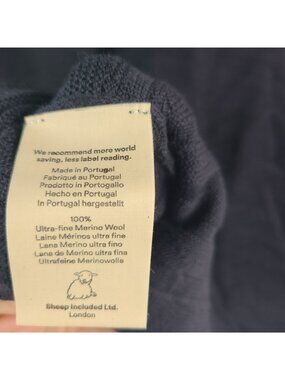 We recommend more world
saving, less label reading.
Made in Portugal
Fabriqué au Portugal
Prodotto in Portogallo
Hecho en Portugal
In Portugal hergestellt
100%
Ultra-fine Merino Wool
Laine Mérinos ultra fine
Lana Merino ultra fino
Lana de Merino ultra fina
Ultrafeine Merinowolle
Sheep Included Ltd.
London